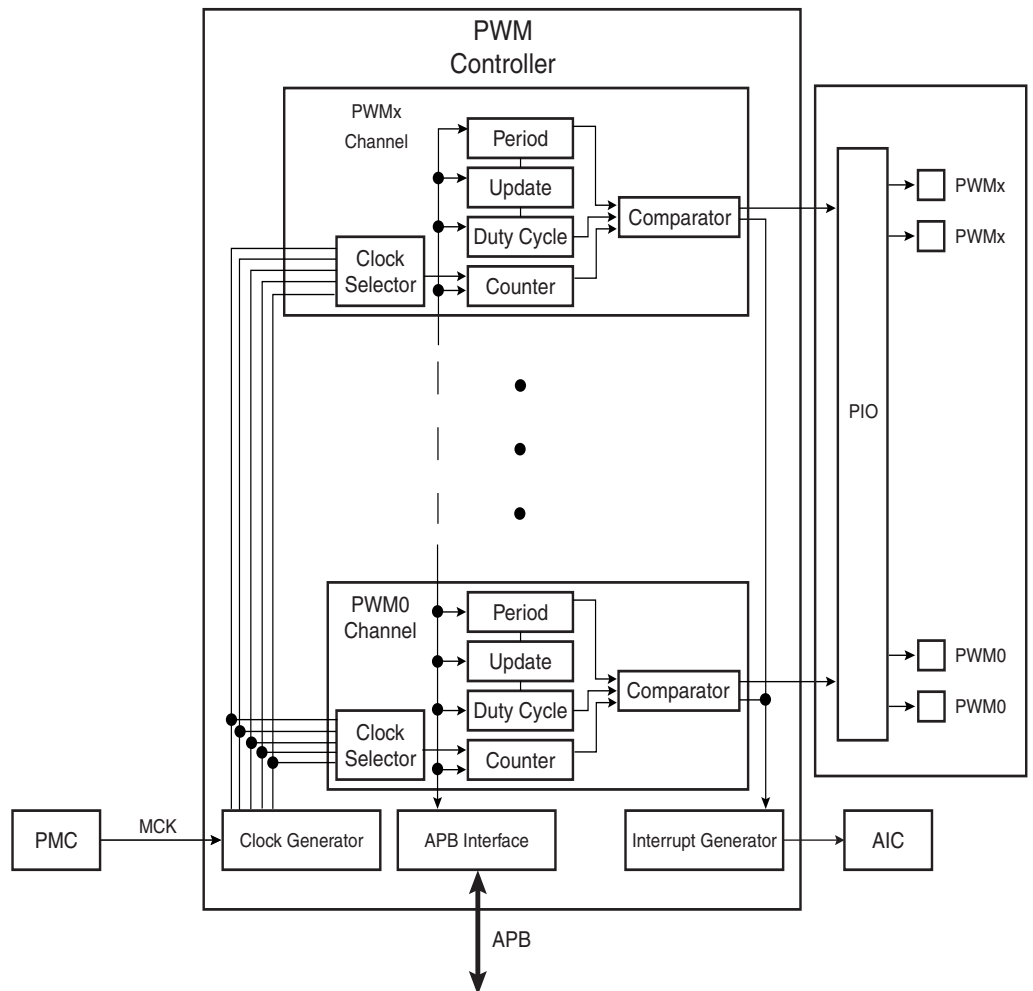 PWM
Controller
PWMx
Channel
Period
Update
Duty Cycle
Counter
Clock
Selector
Comparator
PIO
PWMx
PWMx
PWM0
Channel
Period
Update
Duty Cycle
Counter
Clock
Selector
Comparator
PWM0
PWM0
PMC
MCK
Clock Generator
APB Interface
Interrupt Generator
AIC
APB